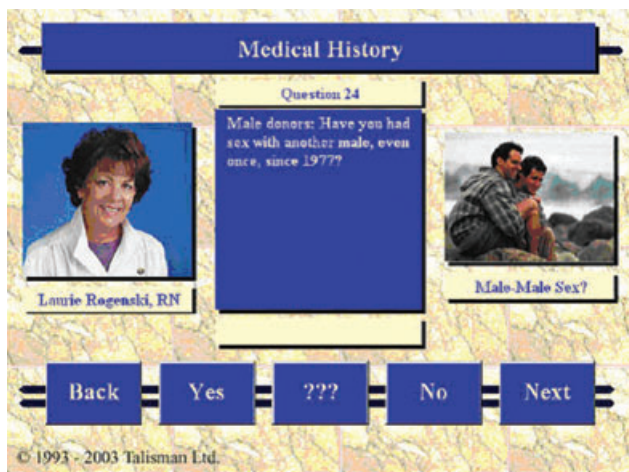 Medical History
Question 24
Male donors: Have you had
sex with another male, even
once, since 1977?
Laurie Rogenski, RN
Male-Male Sex?
Back
Yes
???
No
Next
© 1993 - 2003 Talisman Ltd.